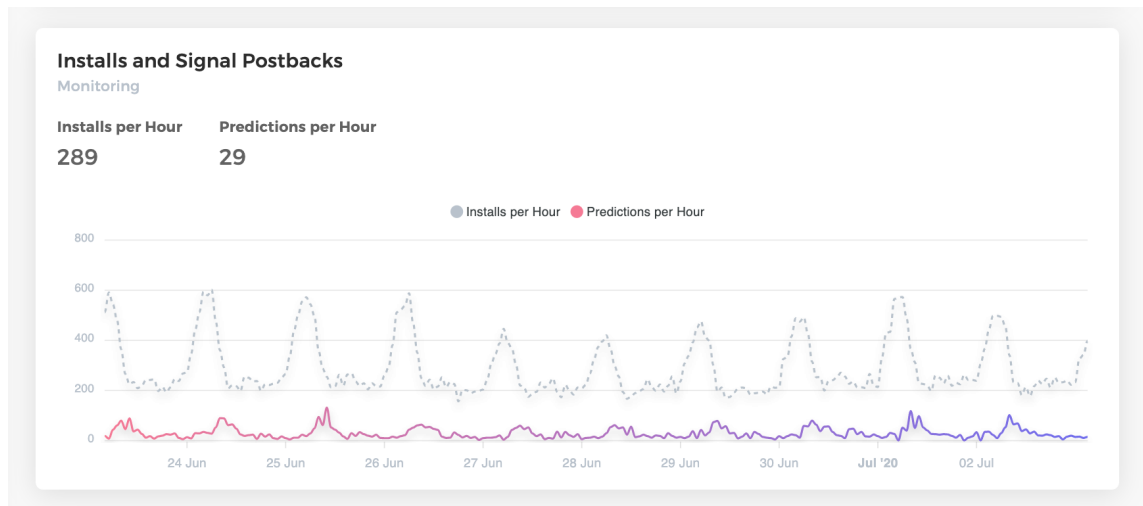 Installs and Signal Postbacks
Monitoring
Installs per Hour Predictions per Hour
289 29
Installs per Hour Predictions per Hour
800
600
400
200
0
24 Jun 25 Jun 26 Jun 27 Jun 28 Jun 29 Jun 30 Jun Jul '20 02 Jul